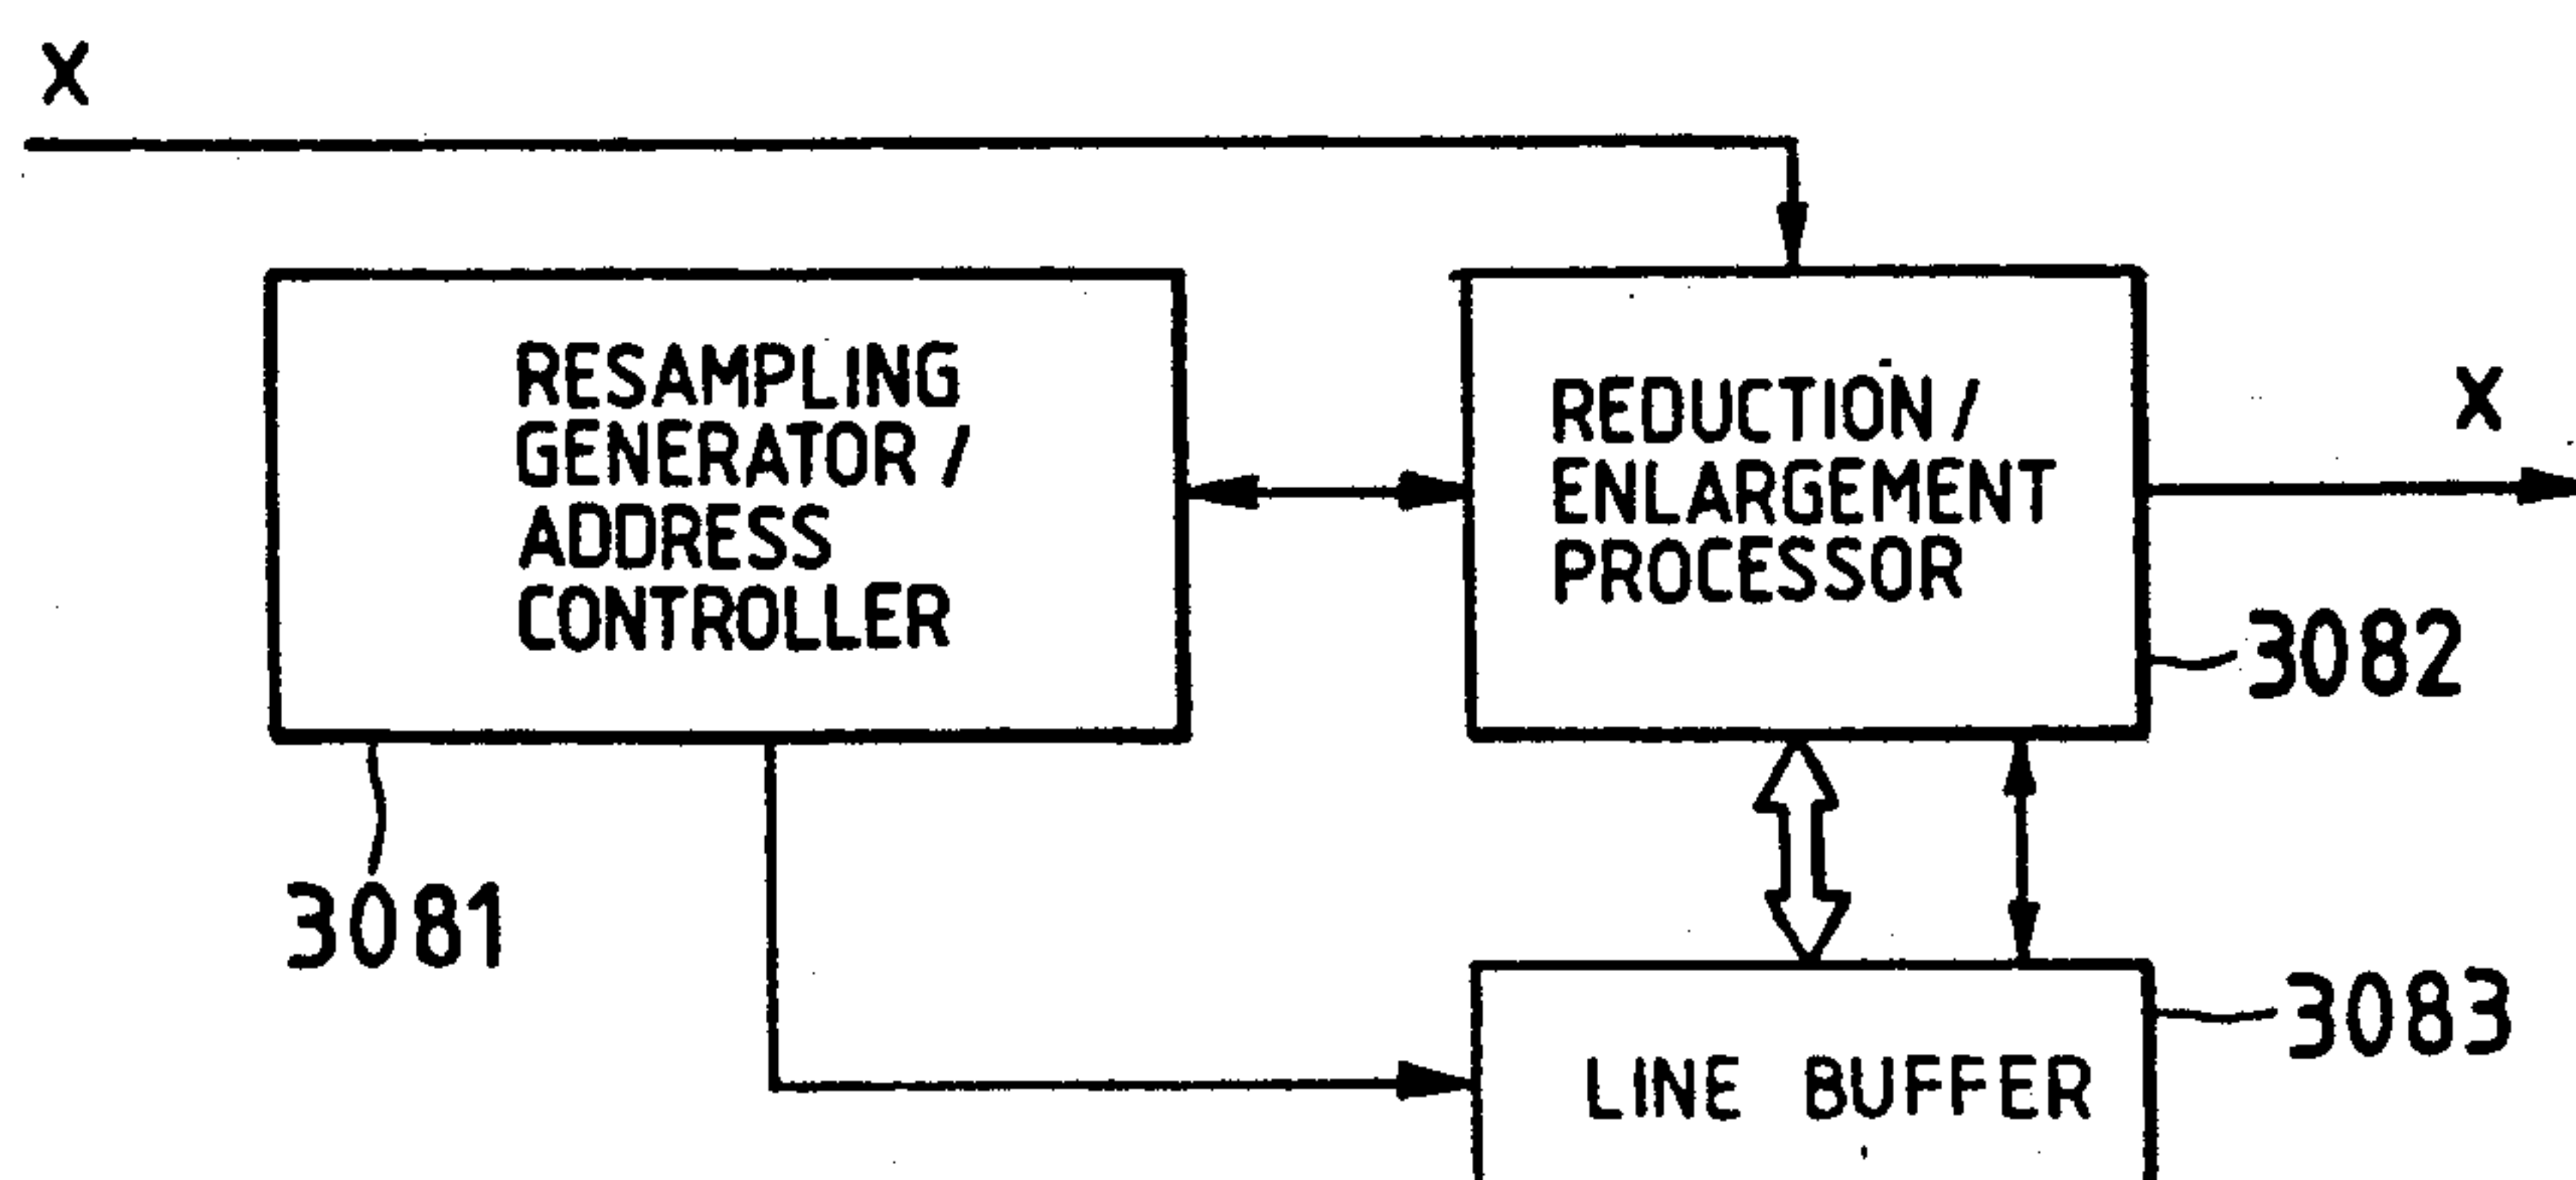 X
RESAMPLING
GENERATOR /
ADDRESS
CONTROLLER
REDUCTION /
ENLARGEMENT
PROCESSOR
X
3082
3081
3083
LINE BUFFER